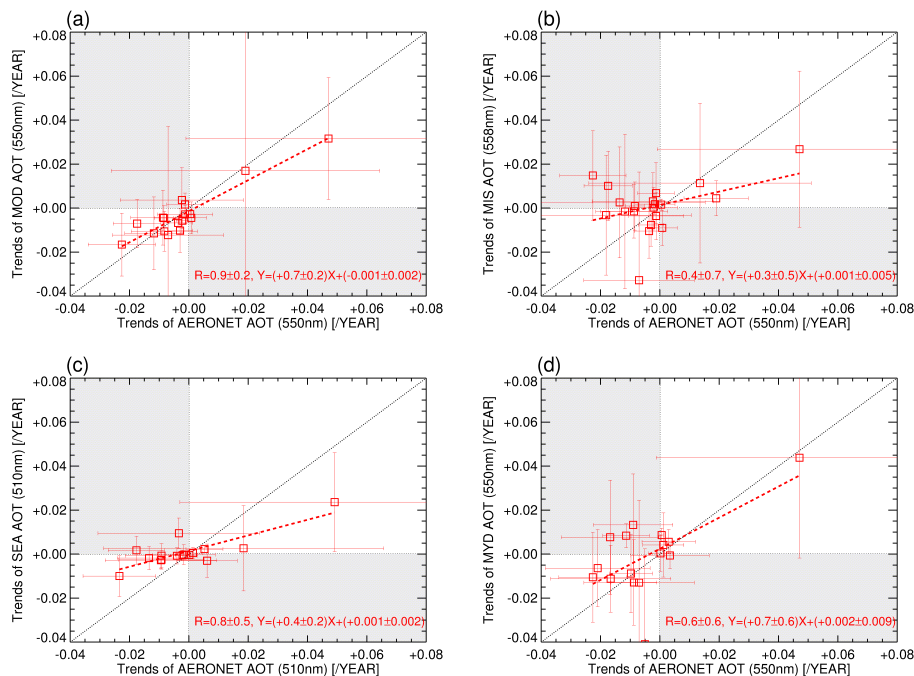 (a)
+0.08
+0.06
+0.04
+0.02
+0.00
-0.02
-0.04
Trends of MOD AOT (550nm) [/YEAR]
R=0.9±0.2, Y=(+0.7±0.2)X+(-0.001±0.002)
-0.04 -0.02 +0.00 +0.02 +0.04 +0.06 +0.08
Trends of AERONET AOT (550nm) [/YEAR]
(b)
+0.08
+0.06
+0.04
+0.02
+0.00
-0.02
-0.04
Trends of MIS AOT (558nm) [/YEAR]
R=0.4±0.7, Y=(+0.3±0.5)X+(+0.001±0.005)
-0.04 -0.02 +0.00 +0.02 +0.04 +0.06 +0.08
Trends of AERONET AOT (550nm) [/YEAR]
(c)
+0.08
+0.06
+0.04
+0.02
+0.00
-0.02
-0.04
Trends of SEA AOT (510nm) [/YEAR]
R=0.8±0.5, Y=(+0.4±0.2)X+(+0.001±0.002)
-0.04 -0.02 +0.00 +0.02 +0.04 +0.06 +0.08
Trends of AERONET AOT (510nm) [/YEAR]
(d)
+0.08
+0.06
+0.04
+0.02
+0.00
-0.02
-0.04
Trends of MYD AOT (550nm) [/YEAR]
R=0.6±0.6, Y=(+0.7±0.6)X+(+0.002±0.009)
-0.04 -0.02 +0.00 +0.02 +0.04 +0.06 +0.08
Trends of AERONET AOT (550nm) [/YEAR]